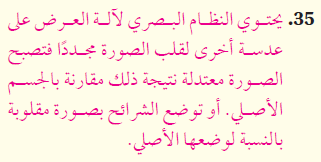 35. يحتوي النظام البصري لآلة العرض على
عدسة أخرى لقلب الصورة مجددًا فتصبح
الصورة معتدلة نتيجة ذلك مقارنة بالجسم
الأصلي. أو توضع الشرائح بصورة مقلوبة
بالنسبة لوضعها الأصلي.